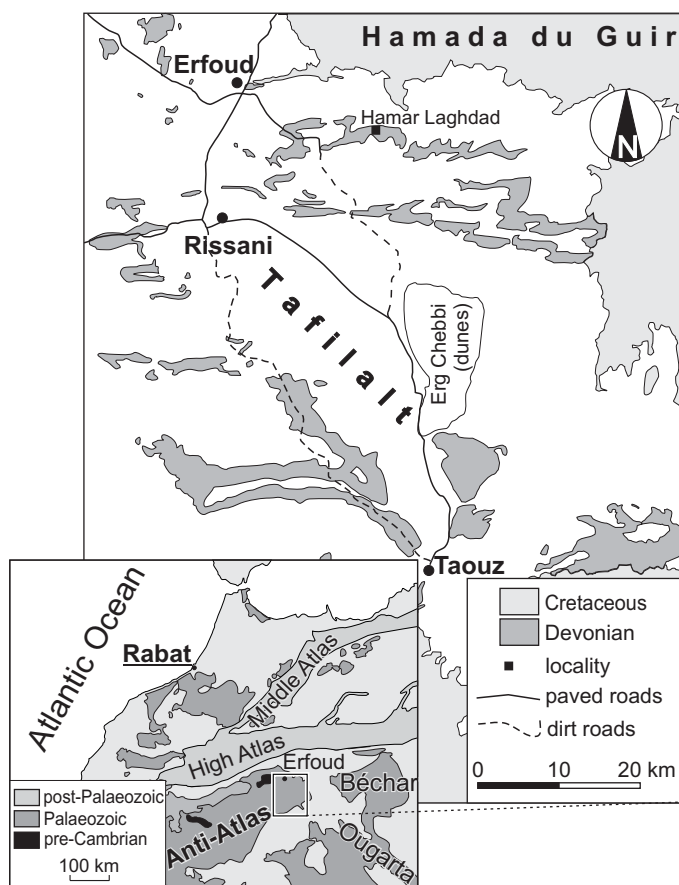 Hamada du Guir
Erfoud
Hamar Laghdad
N
Rissani
Tafilalt
Erg Chebbi
(dunes)
Taouz
Cretaceous
Devonian
locality
paved roads
dirt roads
0 10 20 km
Atlantic Ocean
Rabat
Middle Atlas
High Atlas
Erfoud
Béchar
Anti-Atlas
Ougarta
post-Palaeozoic
Palaeozoic
pre-Cambrian
100 km